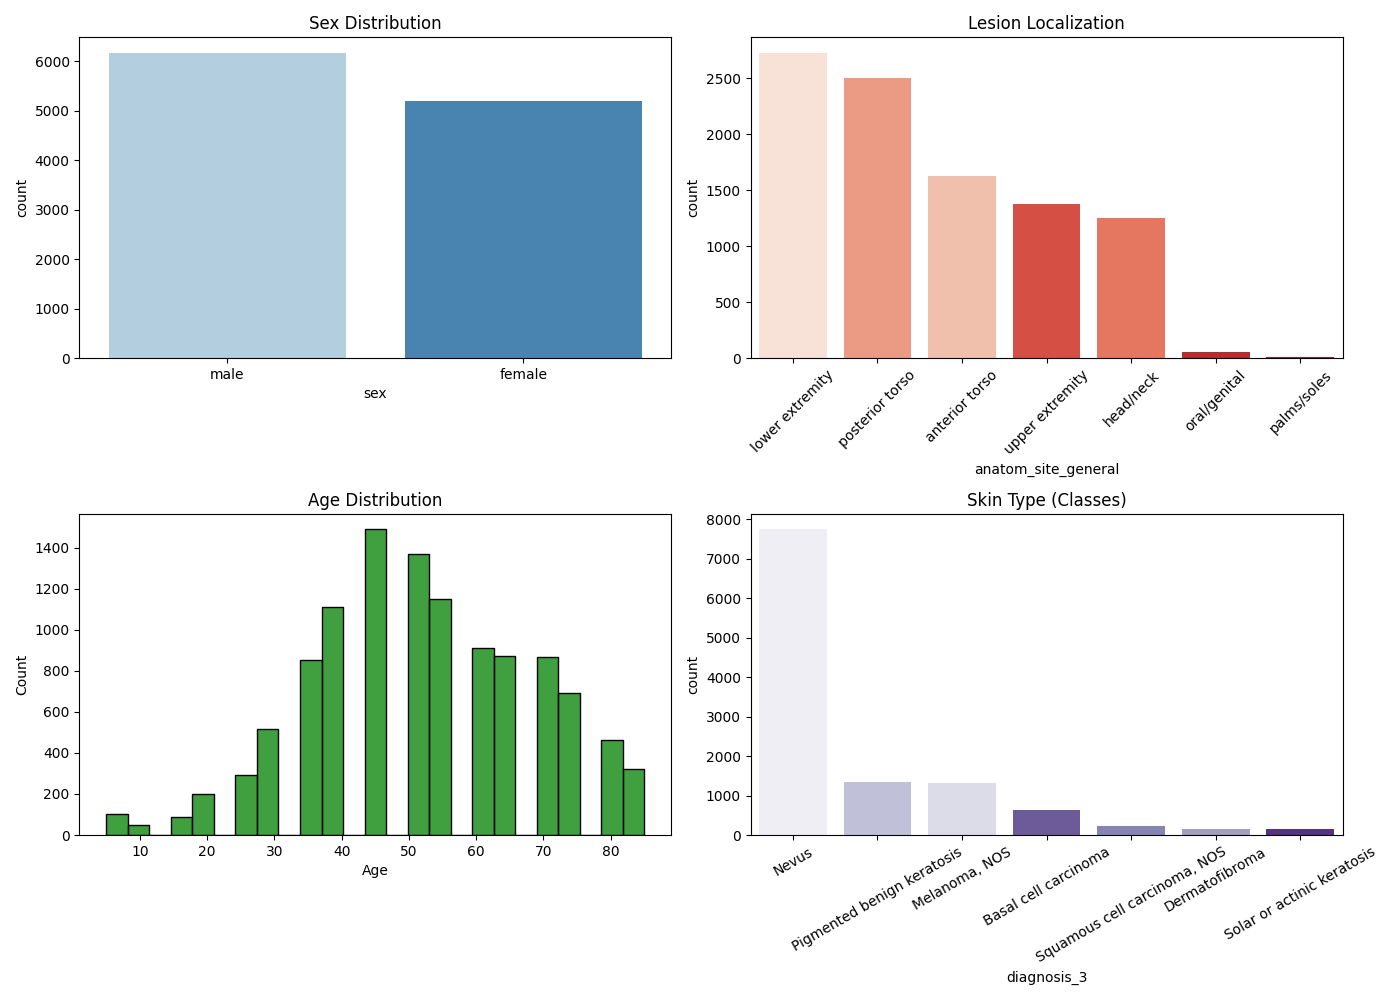 Sex Distribution
6000
5000
4000
3000
2000
1000
0
count
male female
sex
Lesion Localization
2500
2000
1500
1000
500
0
count
lower extremity
posterior torso
anterior torso
upper extremity
head/neck
oral/genital
palms/soles
anatom_site_general
Age Distribution
1400
1200
1000
800
600
400
200
0
Count
10 20 30 40 50 60 70 80
Age
Skin Type (Classes)
8000
7000
6000
5000
4000
3000
2000
1000
0
count
Nevus
Pigmented benign keratosis
Melanoma, NOS
Basal cell carcinoma
Squamous cell carcinoma, NOS
Dermatofibroma
Solar or actinic keratosis
diagnosis_3